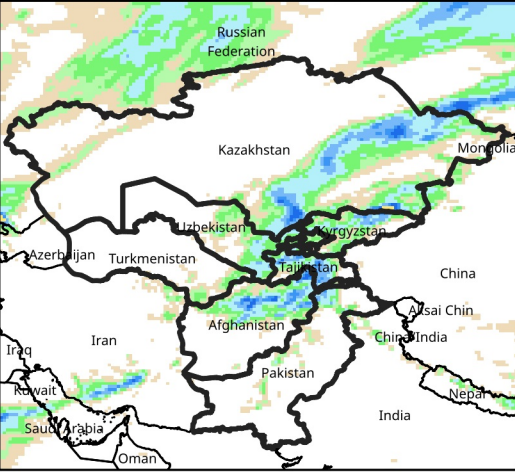 Russian
Federation
Kazakhstan
Mongolia
Uzbekistan
Kyrgyzstan
Azerbaijan
Turkmenistan
Tajikistan
China
Aksai Chin
Afghanistan
China/India
Iran
Iraq
Pakistan
Kuwait
Nepal
India
Saudi Arabia
Oman